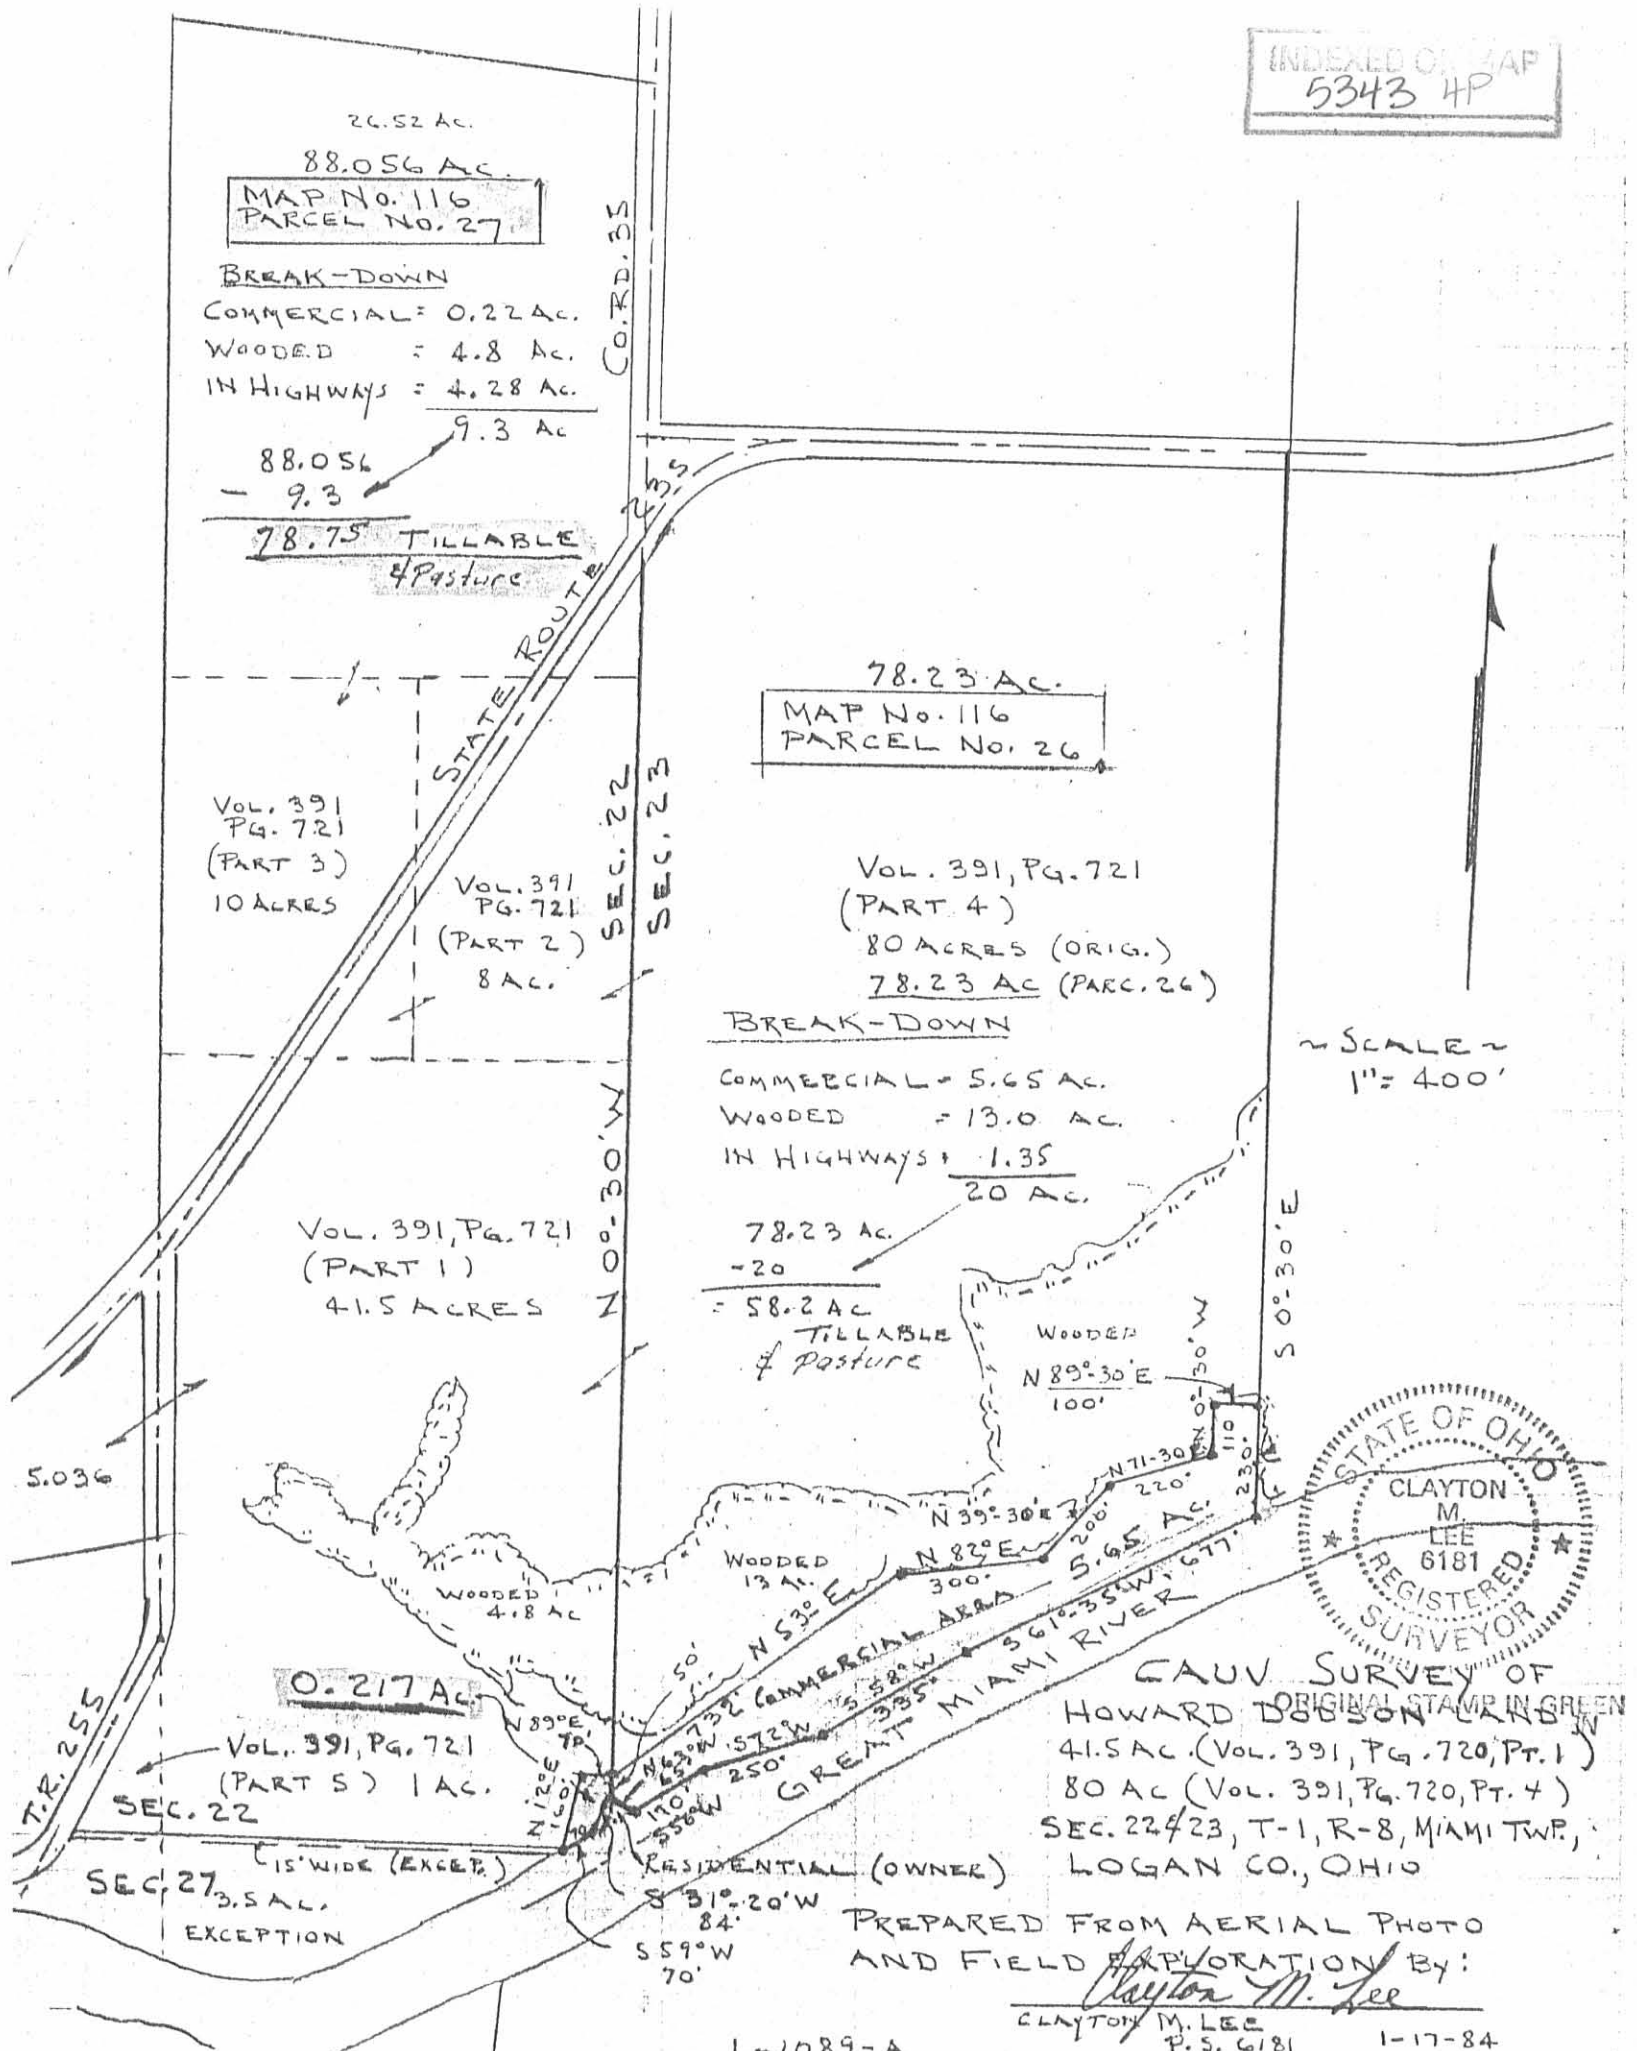 INDEXED ON MAP
5343 4P
26.52 AC.
88.056 AC.
MAP NO. 116
PARCEL NO. 27
BREAK-DOWN
COMMERCIAL = 0.22 AC.
WOODED = 4.8 AC.
IN HIGHWAYS = 4.28 AC.
9.3 AC
88.056
- 9.3
78.75 TILLABLE
& Pasture
CO. RD. 35
STATE ROUTE 235
78.23 AC.
MAP NO. 116
PARCEL NO. 26
VOL. 391
PG. 721
(PART 3)
10 ACRES
VOL. 391
PG. 721
(PART 2)
8 AC.
SEC. 22
SEC. 23
VOL. 391, PG. 721
(PART 4)
80 ACRES (ORIG.)
78.23 AC (PARC. 26)
BREAK-DOWN
COMMERCIAL = 5.65 AC.
WOODED = 13.0 AC.
IN HIGHWAYS = 1.35
20 AC.
78.23 AC.
-20
= 58.2 AC
TILLABLE
& Pasture
~ SCALE ~
1" = 400'
N 0°-30' W
VOL. 391, PG. 721
(PART 1)
41.5 ACRES
S 0°-30' E
WOODED
N 89°-30' E
100'
N 0°-30' W
110
230'
N 71-30 E
220'
N 39°-30 E
200'
N 82° E
300'
5.036
WOODED
13 AC.
WOODED
4.8 AC
N 53° E
732
50'
COMMERCIAL AREA 5.65 AC.
S 61°-35' W, 677'
S 58° W
335'
S 72° W
250'
GREAT MIAMI RIVER
0.217 AC.
N 89° E
N 63° W
65'
S 56° W
N 12° E
160'
VOL. 391, PG. 721
(PART 5) 1 AC.
SEC. 22
T.R. 255
15' WIDE (EXCEP.)
SEC. 27
3.5 AC.
EXCEPTION
RESIDENTIAL (OWNER)
S 31°-20' W
84'
S 59° W
70'
STATE OF OHIO
CLAYTON
M.
LEE
6181
REGISTERED
SURVEYOR
CAUV SURVEY OF
ORIGINAL STAMP IN GREEN
HOWARD DODSON LAND IN
41.5 AC. (VOL. 391, PG. 720, PT. 1)
80 AC (VOL. 391, PG. 720, PT. 4)
SEC. 22 & 23, T-1, R-8, MIAMI TWP.,
LOGAN CO., OHIO
PREPARED FROM AERIAL PHOTO
AND FIELD EXPLORATION BY:
Clayton M. Lee
CLAYTON M. LEE
P.S. 6181
1-17-84